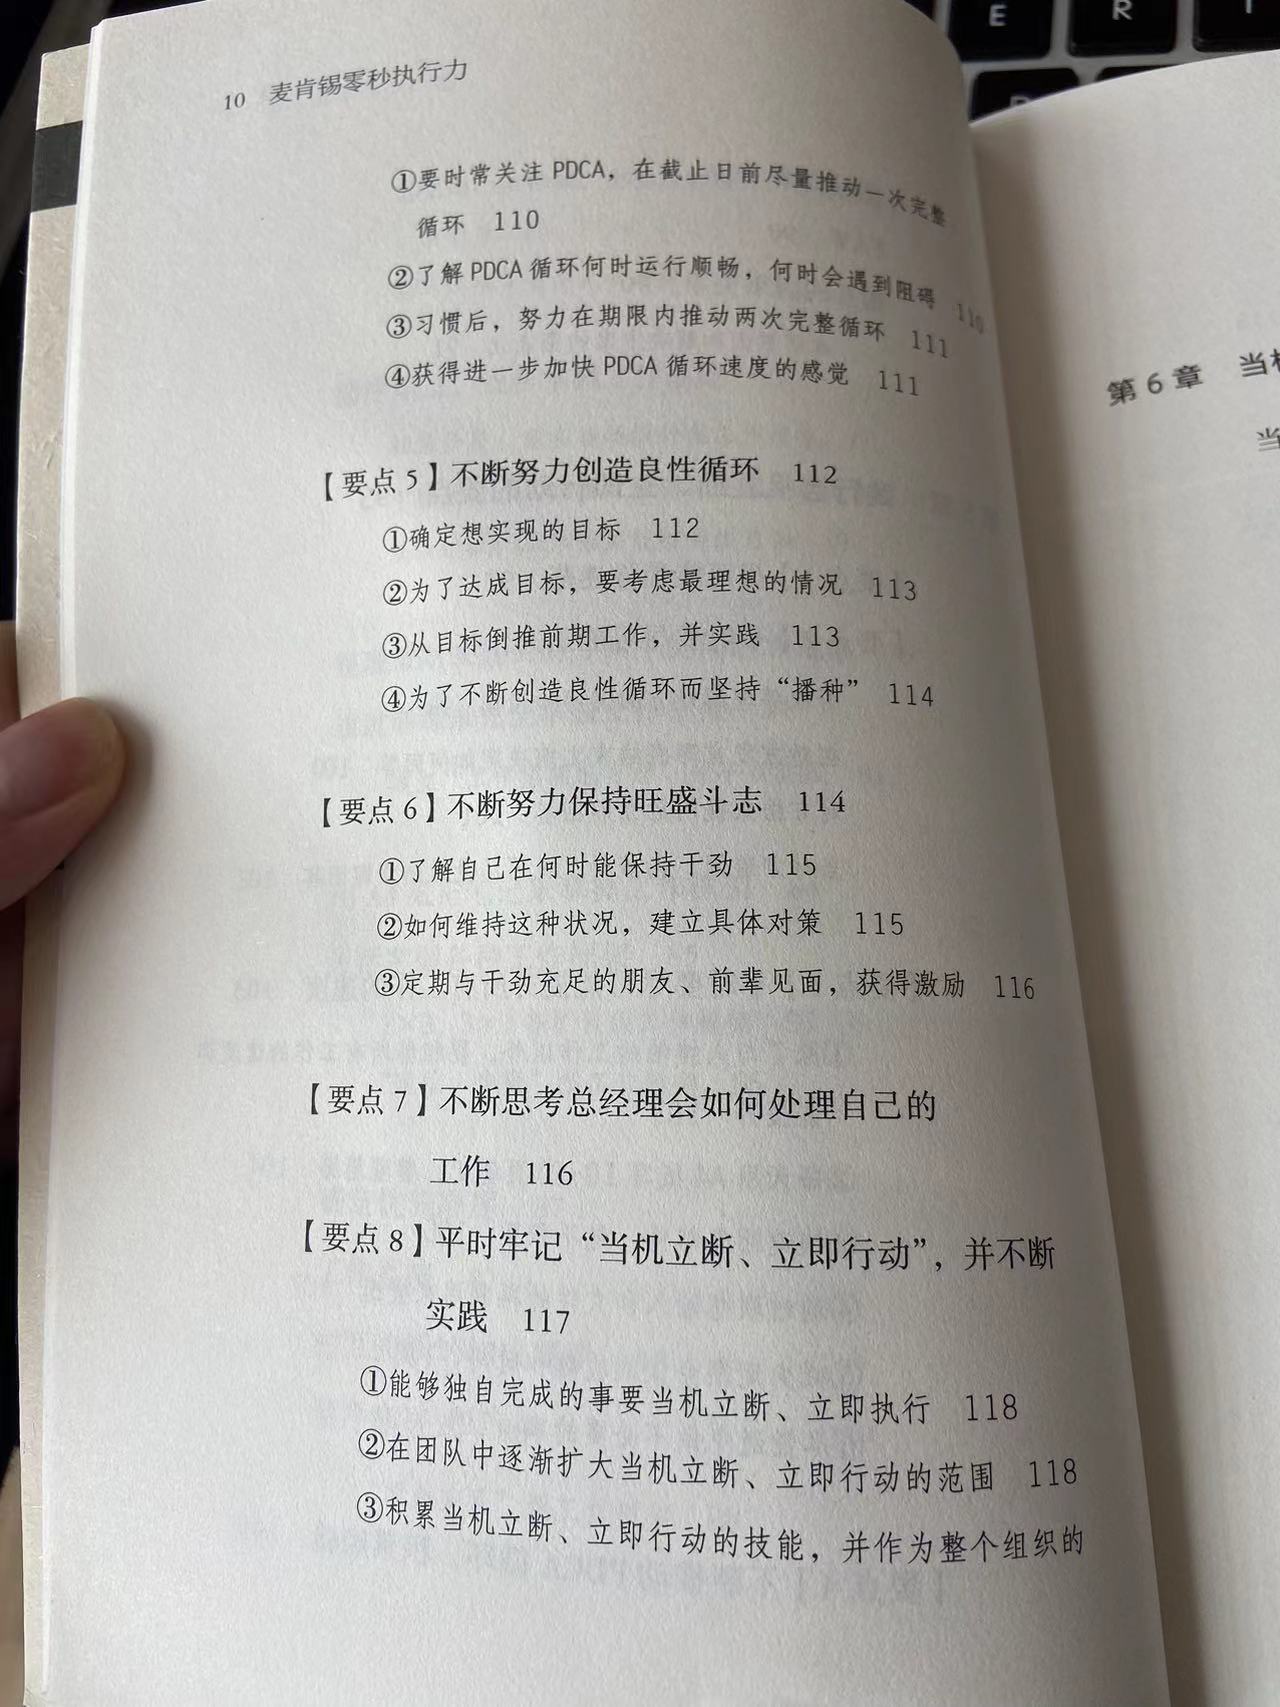 10 麦肯锡零秒执行力
①要时常关注 PDCA，在截止日前尽量推动一次完整
循环 110
②了解 PDCA 循环何时运行顺畅，何时会遇到阻碍 110
③习惯后，努力在期限内推动两次完整循环 111
④获得进一步加快 PDCA 循环速度的感觉 111
【要点 5】不断努力创造良性循环 112
①确定想实现的目标 112
②为了达成目标，要考虑最理想的情况 113
③从目标倒推前期工作，并实践 113
④为了不断创造良性循环而坚持“播种” 114
【要点 6】不断努力保持旺盛斗志 114
①了解自己在何时能保持干劲 115
②如何维持这种状况，建立具体对策 115
③定期与干劲充足的朋友、前辈见面，获得激励 116
【要点 7】不断思考总经理会如何处理自己的
工作 116
【要点 8】平时牢记“当机立断、立即行动”，并不断
实践 117
①能够独自完成的事要当机立断、立即执行 118
②在团队中逐渐扩大当机立断、立即行动的范围 118
③积累当机立断、立即行动的技能，并作为整个组织的
第 6 章 当
当
E
R